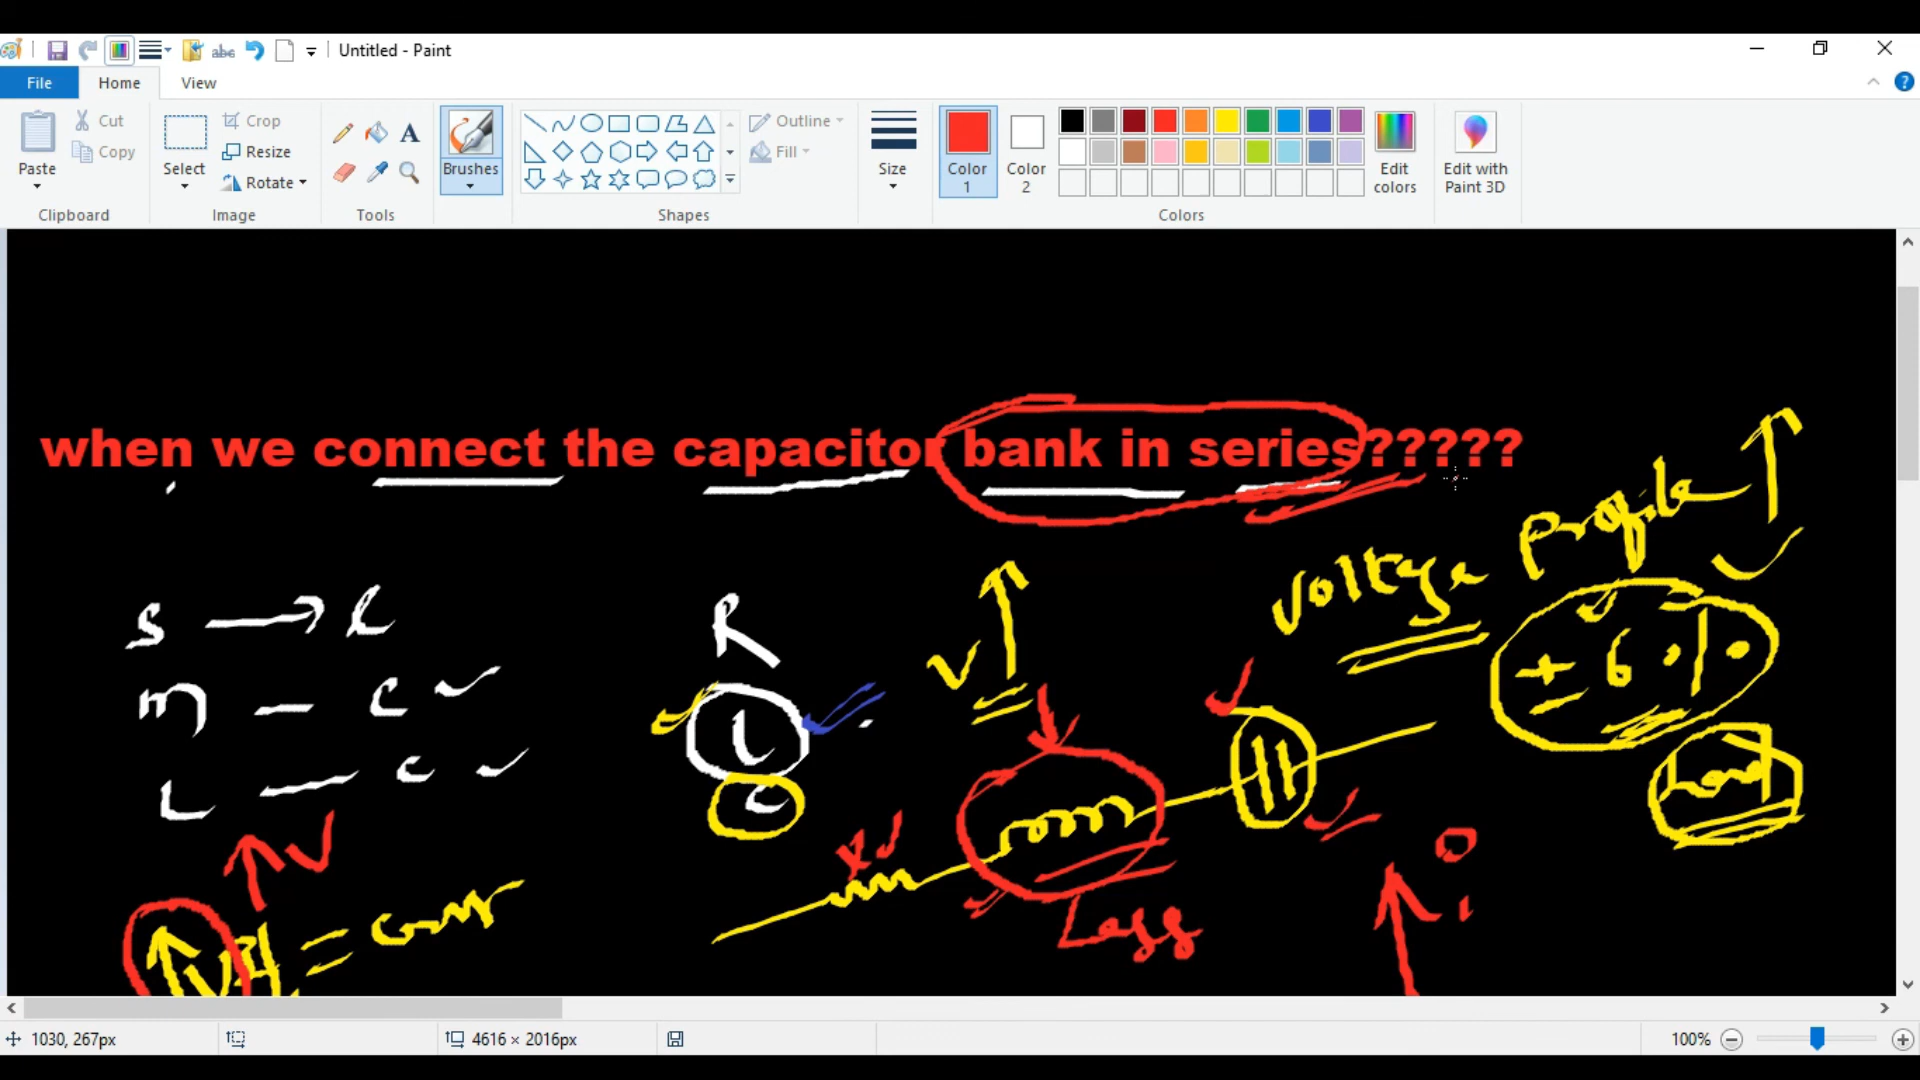 Untitled - Paint
File Home View
Paste
Cut
Copy
Clipboard
Select
Crop
Resize
Rotate
Image
A
Tools
Brushes
Shapes
Outline
Fill
Size
Color 1
Color 2
Colors
Edit colors
Edit with Paint 3D
when we connect the capacitor bank in series?????
Voltage profile
± 6 %
S → L
m - c
L - c
R
L
C
V
Load
Less
V
1030, 267px
4616 × 2016px
100%